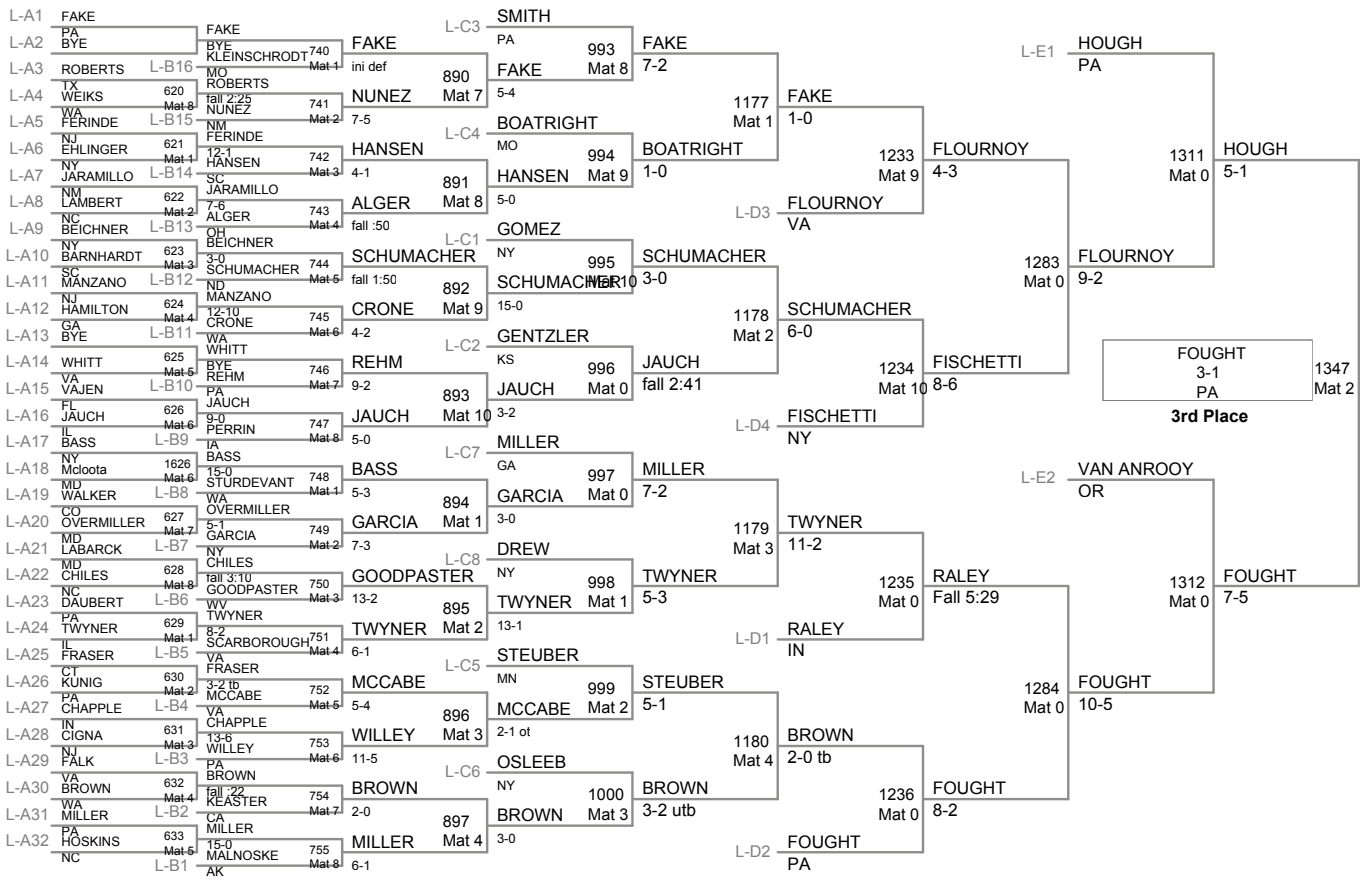 L-A1 FAKE
PA
L-A2 BYE
L-A3 ROBERTS
TX
L-A4 WEIKS
WA
L-A5 FERINDE
NJ
L-A6 EHLINGER
NY
L-A7 JARAMILLO
NM
L-A8 LAMBERT
NC
L-A9 BEICHNER
NY
L-A10 BARNHARDT
SC
L-A11 MANZANO
NJ
L-A12 HAMILTON
GA
L-A13 BYE
L-A14 WHITT
VA
L-A15 VAJEN
FL
L-A16 JAUCH
IL
L-A17 BASS
NY
L-A18 Mcloota
MD
L-A19 WALKER
CO
L-A20 OVERMILLER
MD
L-A21 LABARCK
MD
L-A22 CHILES
NC
L-A23 DAUBERT
PA
L-A24 TWYNER
IL
L-A25 FRASER
CT
L-A26 KUNIG
PA
L-A27 CHAPPLE
IN
L-A28 CIGNA
NJ
L-A29 FALK
VA
L-A30 BROWN
WA
L-A31 MILLER
PA
L-A32 HOSKINS
NC
620
Mat 8
621
Mat 1
622
Mat 2
623
Mat 3
624
Mat 4
625
Mat 5
626
Mat 6
1626
Mat 6
627
Mat 7
628
Mat 8
629
Mat 1
630
Mat 2
631
Mat 3
632
Mat 4
633
Mat 5
FAKE
BYE
L-B16 KLEINSCHRODT
MO
ROBERTS
fall 2:25
L-B15 NUNEZ
NM
FERINDE
12-1
L-B14 HANSEN
SC
JARAMILLO
7-6
L-B13 ALGER
OH
BEICHNER
3-0
L-B12 SCHUMACHER
ND
MANZANO
12-10
L-B11 CRONE
WA
WHITT
BYE
L-B10 REHM
PA
JAUCH
9-0
L-B9 PERRIN
IA
BASS
15-0
L-B8 STURDEVANT
WA
OVERMILLER
5-1
L-B7 GARCIA
NY
CHILES
fall 3:10
L-B6 GOODPASTER
WV
TWYNER
8-2
L-B5 SCARBOROUGH
VA
FRASER
3-2 tb
L-B4 MCCABE
VA
CHAPPLE
13-6
L-B3 WILLEY
PA
BROWN
fall :22
L-B2 KEASTER
CA
MILLER
15-0
L-B1 MALNOSKE
AK
740
Mat 1
741
Mat 2
742
Mat 3
743
Mat 4
744
Mat 5
745
Mat 6
746
Mat 7
747
Mat 8
748
Mat 1
749
Mat 2
750
Mat 3
751
Mat 4
752
Mat 5
753
Mat 6
754
Mat 7
755
Mat 8
FAKE
inj def
NUNEZ
7-5
HANSEN
4-1
ALGER
fall :50
SCHUMACHER
fall 1:50
CRONE
4-2
REHM
9-2
JAUCH
5-0
BASS
5-3
GARCIA
7-3
GOODPASTER
13-2
TWYNER
6-1
MCCABE
5-4
WILLEY
11-5
BROWN
2-0
MILLER
6-1
890
Mat 7
891
Mat 8
892
Mat 9
893
Mat 10
894
Mat 1
895
Mat 2
896
Mat 3
897
Mat 4
L-C3 SMITH
PA
FAKE
5-4
L-C4 BOATRIGHT
MO
HANSEN
5-0
L-C1 GOMEZ
NY
SCHUMACHER
15-0
L-C2 GENTZLER
KS
JAUCH
3-2
L-C7 MILLER
GA
GARCIA
3-0
L-C8 DREW
NY
TWYNER
13-1
L-C5 STEUBER
MN
MCCABE
2-1 ot
L-C6 OSLEEB
NY
BROWN
3-0
993
Mat 8
994
Mat 9
995
Mat 10
996
Mat 0
997
Mat 0
998
Mat 1
999
Mat 2
1000
Mat 3
FAKE
7-2
BOATRIGHT
1-0
SCHUMACHER
3-0
JAUCH
fall 2:41
MILLER
7-2
TWYNER
5-3
STEUBER
5-1
BROWN
3-2 utb
1177
Mat 1
1178
Mat 2
1179
Mat 3
1180
Mat 4
FAKE
1-0
L-D3 FLOURNOY
VA
SCHUMACHER
6-0
L-D4 FISCHETTI
NY
TWYNER
11-2
L-D1 RALEY
IN
BROWN
2-0 tb
L-D2 FOUGHT
PA
1233
Mat 9
1234
Mat 10
1235
Mat 0
1236
Mat 0
FLOURNOY
4-3
FISCHETTI
8-6
RALEY
Fall 5:29
FOUGHT
8-2
1283
Mat 0
1284
Mat 0
L-E1 HOUGH
PA
FLOURNOY
9-2
L-E2 VAN ANROOY
OR
FOUGHT
10-5
1311
Mat 0
1312
Mat 0
HOUGH
5-1
FOUGHT
7-5
FOUGHT
3-1
PA
1347
Mat 2
3rd Place